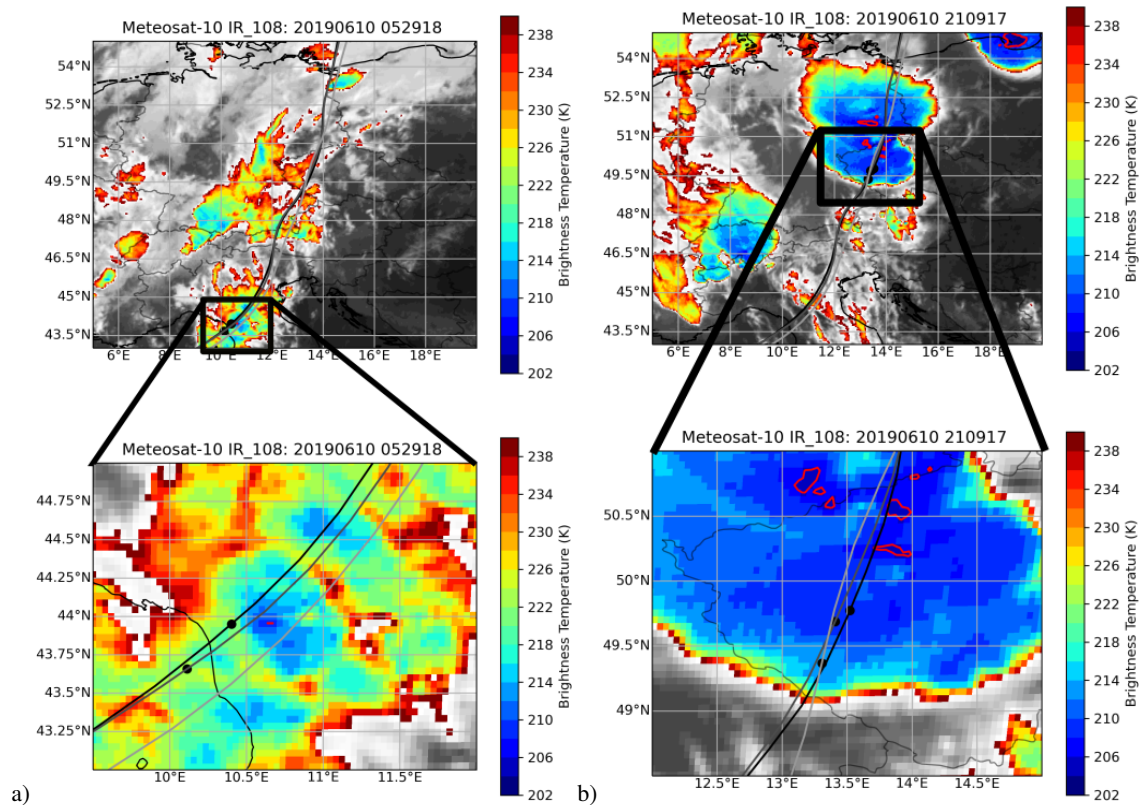 Meteosat-10 IR_108: 20190610 052918
54°N
52.5°N
51°N
49.5°N
48°N
46.5°N
45°N
43.5°N
6°E 8°E 10°E 12°E 14°E 16°E 18°E
238
234
230
226
222
218
214
210
206
202
Brightness Temperature (K)
Meteosat-10 IR_108: 20190610 210917
54°N
52.5°N
51°N
49.5°N
48°N
46.5°N
45°N
43.5°N
6°E 8°E 10°E 12°E 14°E 16°E 18°E
238
234
230
226
222
218
214
210
206
202
Brightness Temperature (K)
Meteosat-10 IR_108: 20190610 052918
44.75°N
44.5°N
44.25°N
44°N
43.75°N
43.5°N
43.25°N
10°E 10.5°E 11°E 11.5°E
238
234
230
226
222
218
214
210
206
202
Brightness Temperature (K)
a)
Meteosat-10 IR_108: 20190610 210917
50.5°N
50°N
49.5°N
49°N
12.5°E 13°E 13.5°E 14°E 14.5°E
238
234
230
226
222
218
214
210
206
202
Brightness Temperature (K)
b)